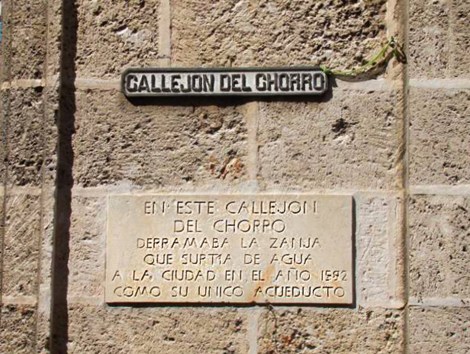 CALLEJON DEL CHORRO
EN ESTE CALLEJON
DEL CHORRO
DERRAMABA LA ZANJA
QUE SURTIA DE AGUA
A LA CIUDAD EN EL AÑO 1592
COMO SU UNICO ACUEDUCTO